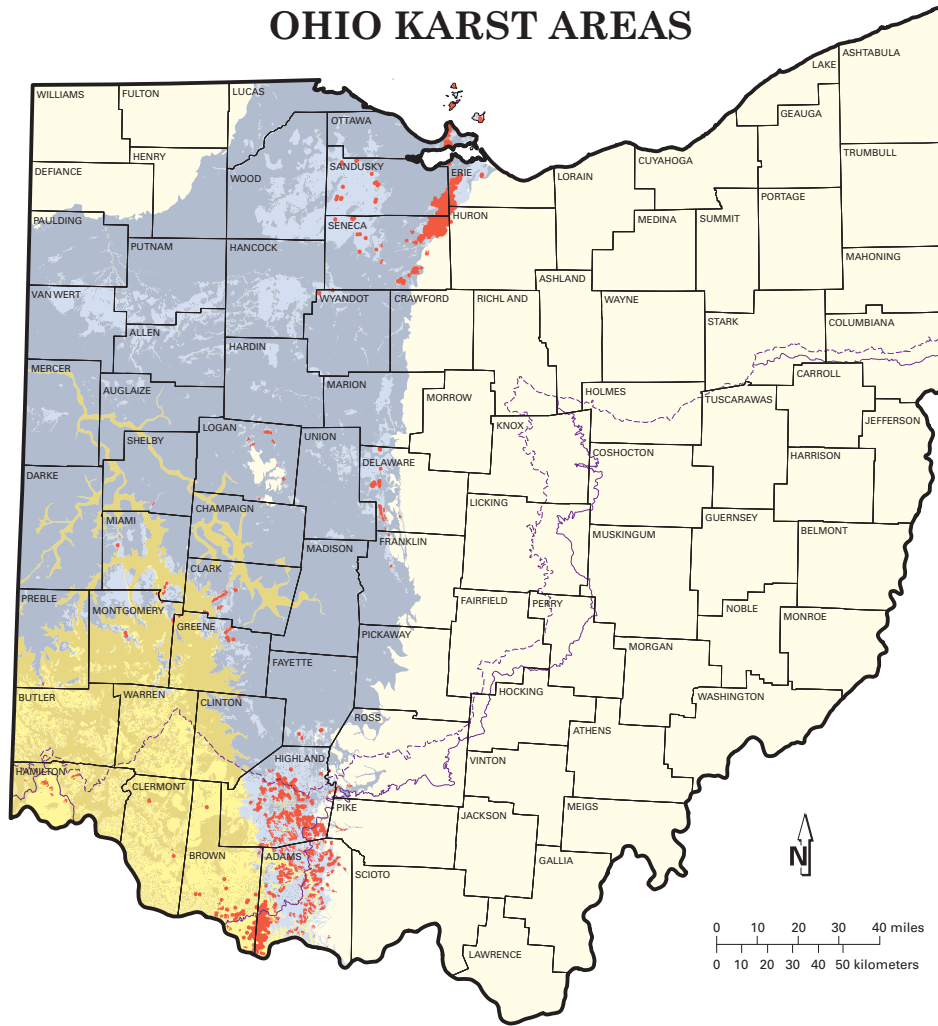 OHIO KARST AREAS
WILLIAMS
FULTON
LUCAS
OTTAWA
LAKE
ASHTABULA
GEAUGA
HENRY
DEFIANCE
WOOD
SANDUSKY
ERIE
LORAIN
CUYAHOGA
TRUMBULL
PAULDING
PUTNAM
HANCOCK
SENECA
HURON
MEDINA
SUMMIT
PORTAGE
MAHONING
VAN WERT
ALLEN
HARDIN
WYANDOT
CRAWFORD
RICHLAND
ASHLAND
WAYNE
STARK
COLUMBIANA
MERCER
AUGLAIZE
MARION
MORROW
HOLMES
TUSCARAWAS
CARROLL
JEFFERSON
SHELBY
LOGAN
UNION
KNOX
COSHOCTON
HARRISON
DARKE
DELAWARE
MIAMI
CHAMPAIGN
LICKING
MUSKINGUM
GUERNSEY
BELMONT
MADISON
FRANKLIN
CLARK
PREBLE
MONTGOMERY
GREENE
FAIRFIELD
PERRY
NOBLE
MONROE
PICKAWAY
FAYETTE
MORGAN
BUTLER
WARREN
CLINTON
ROSS
HOCKING
WASHINGTON
ATHENS
HAMILTON
CLERMONT
HIGHLAND
VINTON
PIKE
JACKSON
MEIGS
BROWN
ADAMS
SCIOTO
GALLIA
LAWRENCE
N
0 10 20 30 40 miles
0 10 20 30 40 50 kilometers